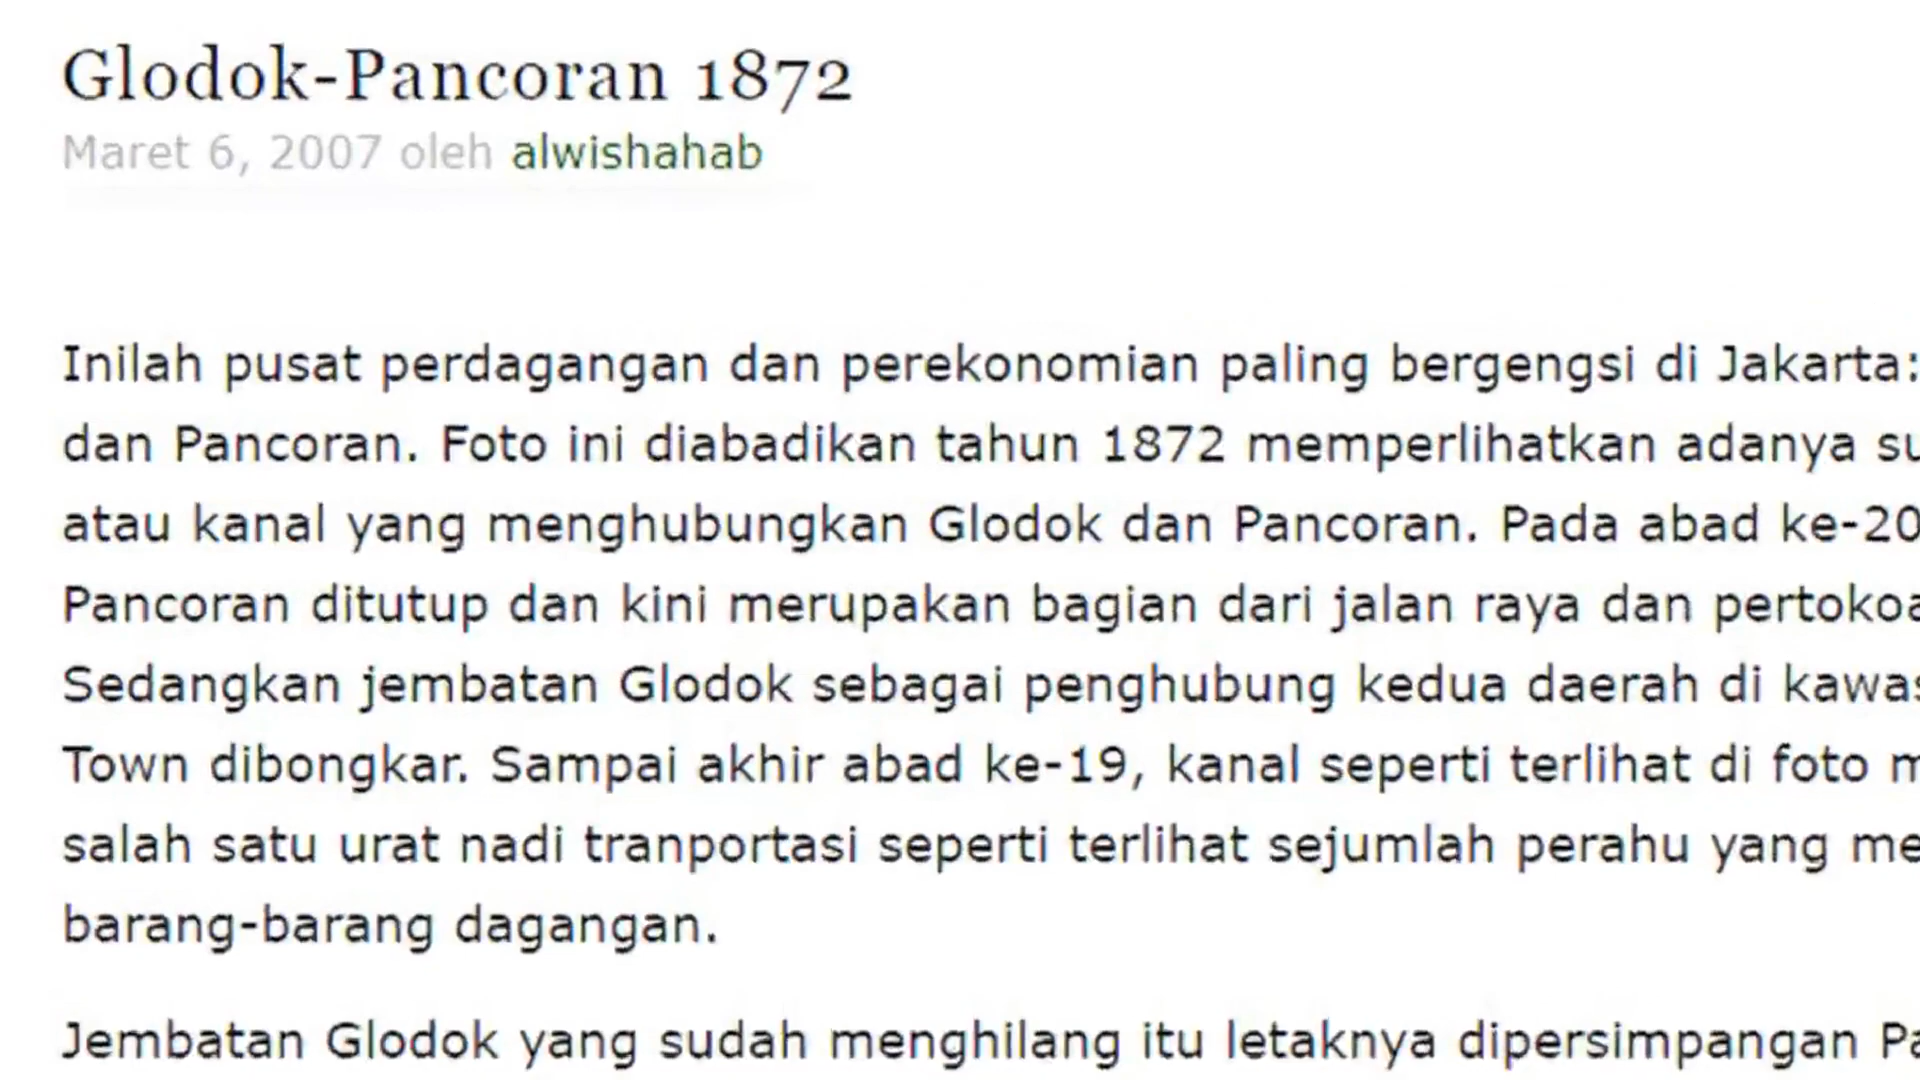 Glodok-Pancoran 1872
Maret 6, 2007 oleh alwishahab
Inilah pusat perdagangan dan perekonomian paling bergengsi di Jakarta:
dan Pancoran. Foto ini diabadikan tahun 1872 memperlihatkan adanya
atau kanal yang menghubungkan Glodok dan Pancoran. Pada abad ke-20
Pancoran ditutup dan kini merupakan bagian dari jalan raya dan
Sedangkan jembatan Glodok sebagai penghubung kedua daerah di
Town dibongkar. Sampai akhir abad ke-19, kanal seperti terlihat di foto
salah satu urat nadi tranportasi seperti terlihat sejumlah perahu yang
barang-barang dagangan.
Jembatan Glodok yang sudah menghilang itu letaknya dipersimpangan